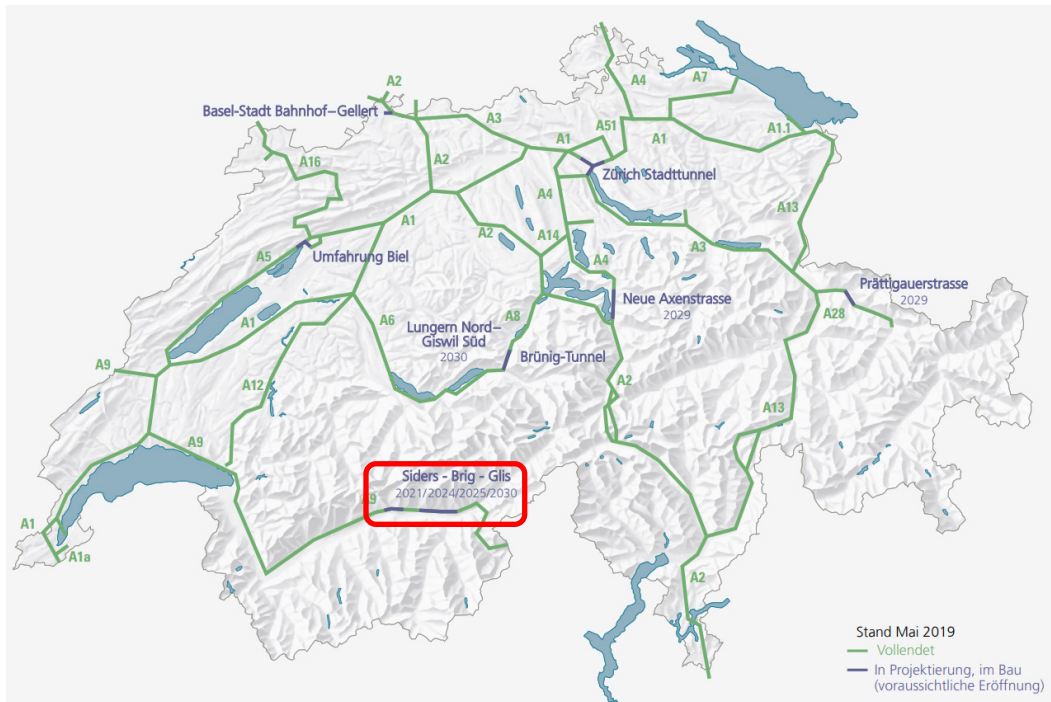 A2
Basel-Stadt Bahnhof–Gellert
A3
A4
A7
A51
A1
A1
A1.1
A16
A2
Zürich Stadttunnel
A4
A13
A1
A2
A14
A3
A5
Umfahrung Biel
A4
Prättigauerstrasse
2029
Neue Axenstrasse
2029
A28
A1
A6
A8
Lungern Nord–
Giswil Süd
2030
Brünig-Tunnel
A9
A12
A2
A13
A9
Siders - Brig - Glis
2021/2024/2025/2030
9
A1
A1a
A2
Stand Mai 2019
Vollendet
In Projektierung, im Bau
(voraussichtliche Eröffnung)